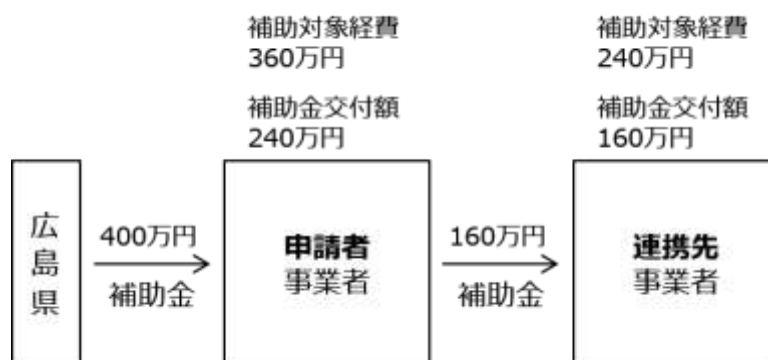 補助対象経費
360万円
補助金交付額
240万円
補助対象経費
240万円
補助金交付額
160万円
広島県
400万円
補助金
申請者
事業者
160万円
補助金
連携先
事業者